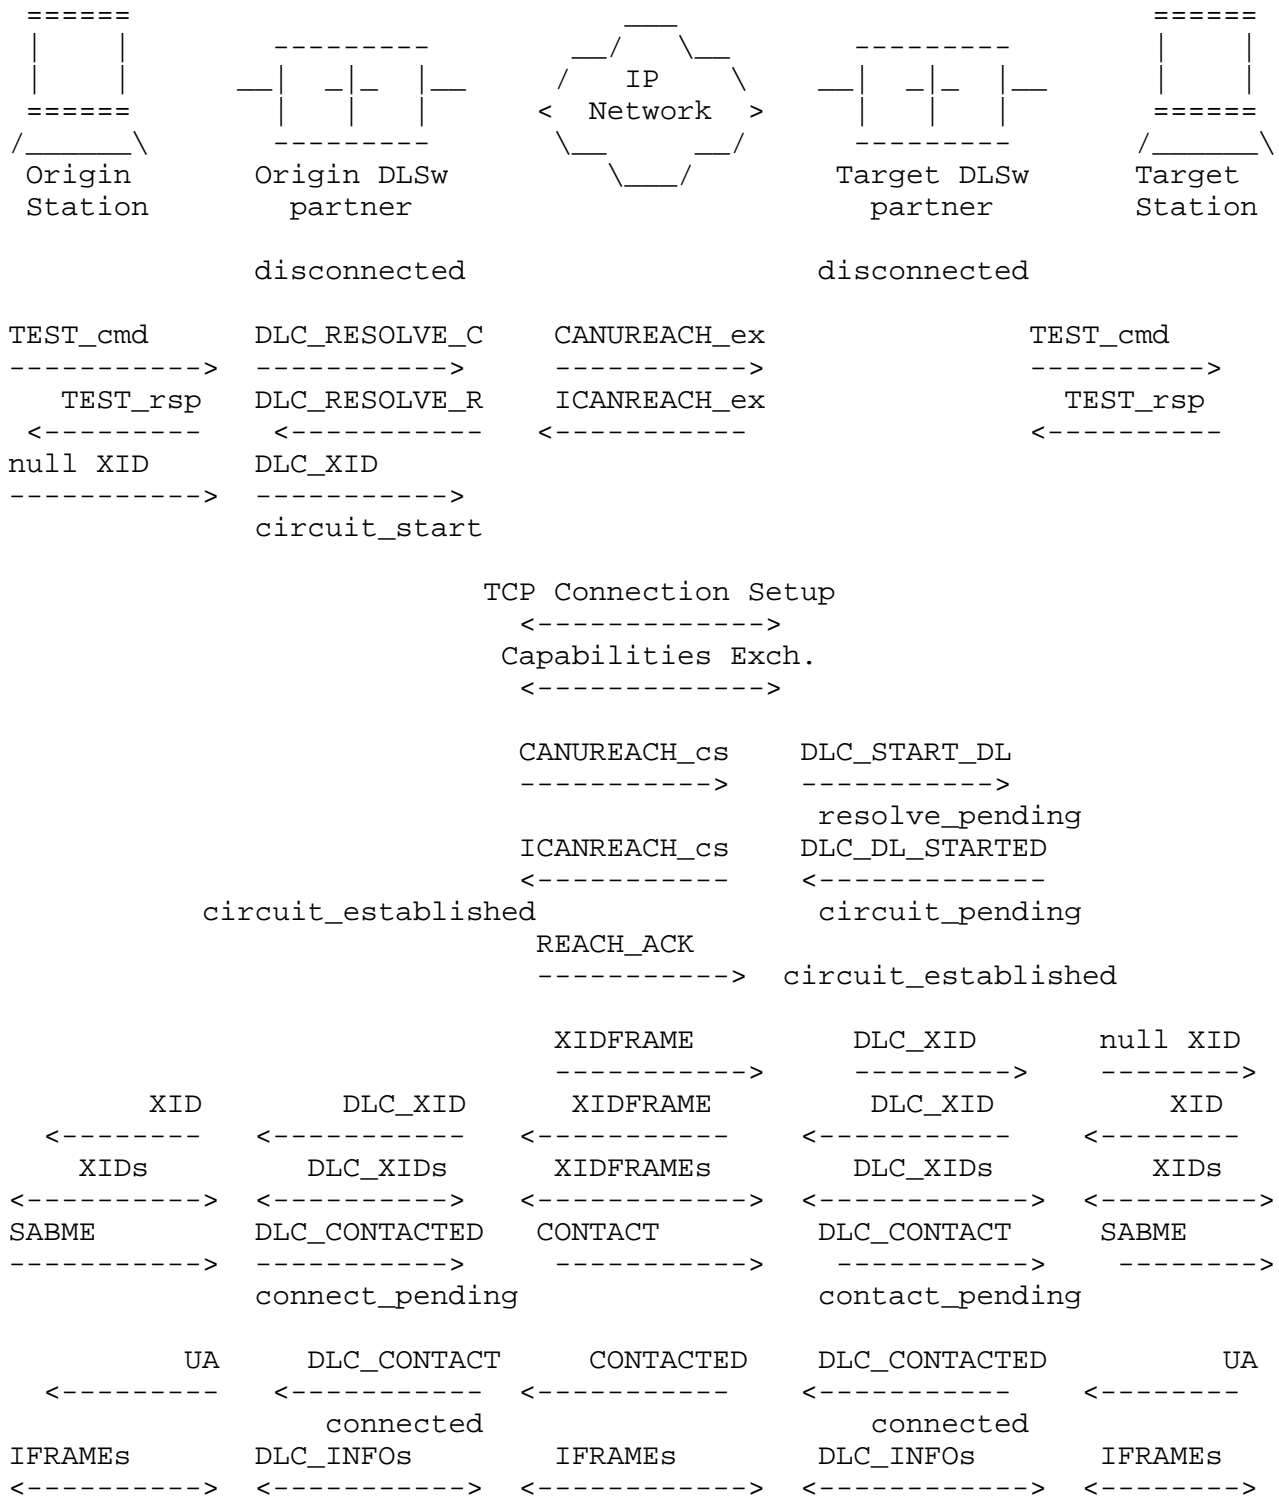 IP
Network
Origin Origin DLSw Target DLSw Target
Station partner partner Station
disconnected disconnected
TEST_cmd DLC_RESOLVE_C CANUREACH_ex TEST_cmd
TEST_rsp DLC_RESOLVE_R ICANREACH_ex TEST_rsp
null XID DLC_XID
circuit_start
TCP Connection Setup
Capabilities Exch.
CANUREACH_cs DLC_START_DL
resolve_pending
ICANREACH_cs DLC_DL_STARTED
circuit_established circuit_pending
REACH_ACK
circuit_established
XIDFRAME DLC_XID null XID
XID DLC_XID XIDFRAME DLC_XID XID
XIDs DLC_XIDs XIDFRAMEs DLC_XIDs XIDs
SABME DLC_CONTACTED CONTACT DLC_CONTACT SABME
connect_pending contact_pending
UA DLC_CONTACT CONTACTED DLC_CONTACTED UA
connected connected
IFRAMEs DLC_INFOs IFRAMEs DLC_INFOs IFRAMEs